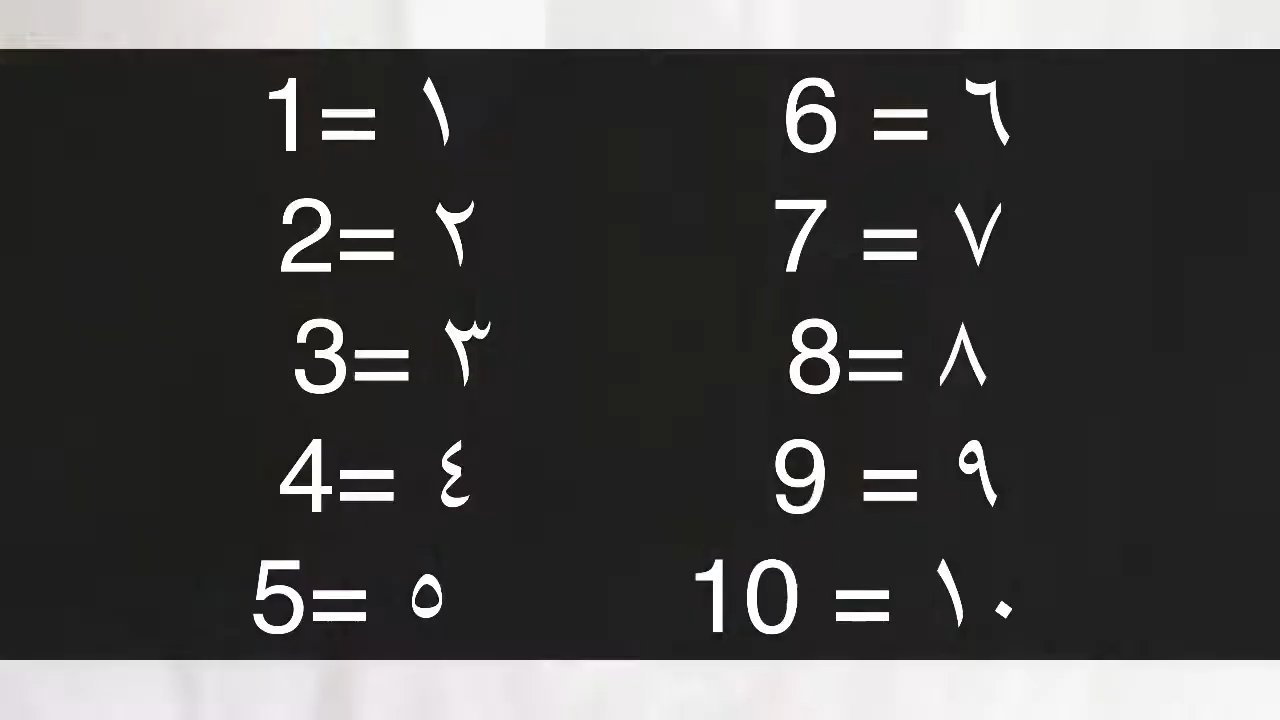 1= ١
2= ٢
3= ٣
4= ٤
5= ٥
6 = ٦
7 = ٧
8= ٨
9 = ٩
10 = ١٠